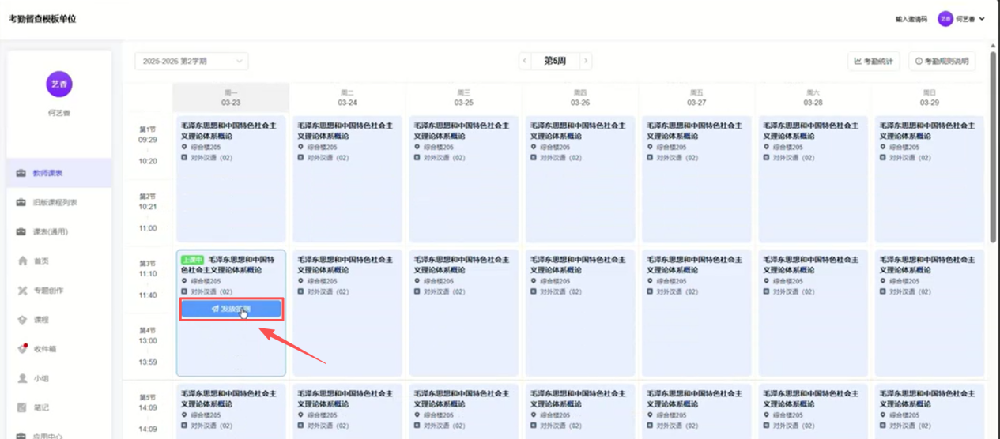 考勤督查模板单位
输入邀请码
艺香
何艺香
艺香
何艺香
教师课表
旧版课程列表
课表(通用)
首页
专题创作
课程
收件箱
小组
笔记
应用中心
2025-2026 第2学期
第5周
考勤统计
考勤规则说明
周一
03-23
周二
03-24
周三
03-25
周四
03-26
周五
03-27
周六
03-28
周日
03-29
第1节
09:29
10:20
第2节
10:21
11:00
毛泽东思想和中国特色社会主
义理论体系概论
综合楼205
对外汉语（02）
毛泽东思想和中国特色社会主
义理论体系概论
综合楼205
对外汉语（02）
毛泽东思想和中国特色社会主
义理论体系概论
综合楼205
对外汉语（02）
毛泽东思想和中国特色社会主
义理论体系概论
综合楼205
对外汉语（02）
毛泽东思想和中国特色社会主
义理论体系概论
综合楼205
对外汉语（02）
毛泽东思想和中国特色社会主
义理论体系概论
综合楼205
对外汉语（02）
毛泽东思想和中国特色社会主
义理论体系概论
综合楼205
对外汉语（02）
第3节
11:10
11:40
第4节
13:00
13:59
上课中 毛泽东思想和中国特
色社会主义理论体系概论
综合楼205
对外汉语（02）
发放签到
毛泽东思想和中国特色社会主
义理论体系概论
综合楼205
对外汉语（02）
毛泽东思想和中国特色社会主
义理论体系概论
综合楼205
对外汉语（02）
毛泽东思想和中国特色社会主
义理论体系概论
综合楼205
对外汉语（02）
毛泽东思想和中国特色社会主
义理论体系概论
综合楼205
对外汉语（02）
毛泽东思想和中国特色社会主
义理论体系概论
综合楼205
对外汉语（02）
毛泽东思想和中国特色社会主
义理论体系概论
综合楼205
对外汉语（02）
第5节
14:09
14:09
毛泽东思想和中国特色社会主
义理论体系概论
综合楼205
对外汉语（02）
毛泽东思想和中国特色社会主
义理论体系概论
综合楼205
对外汉语（02）
毛泽东思想和中国特色社会主
义理论体系概论
综合楼205
对外汉语（02）
毛泽东思想和中国特色社会主
义理论体系概论
综合楼205
对外汉语（02）
毛泽东思想和中国特色社会主
义理论体系概论
综合楼205
对外汉语（02）
毛泽东思想和中国特色社会主
义理论体系概论
综合楼205
对外汉语（02）
毛泽东思想和中国特色社会主
义理论体系概论
综合楼205
对外汉语（02）